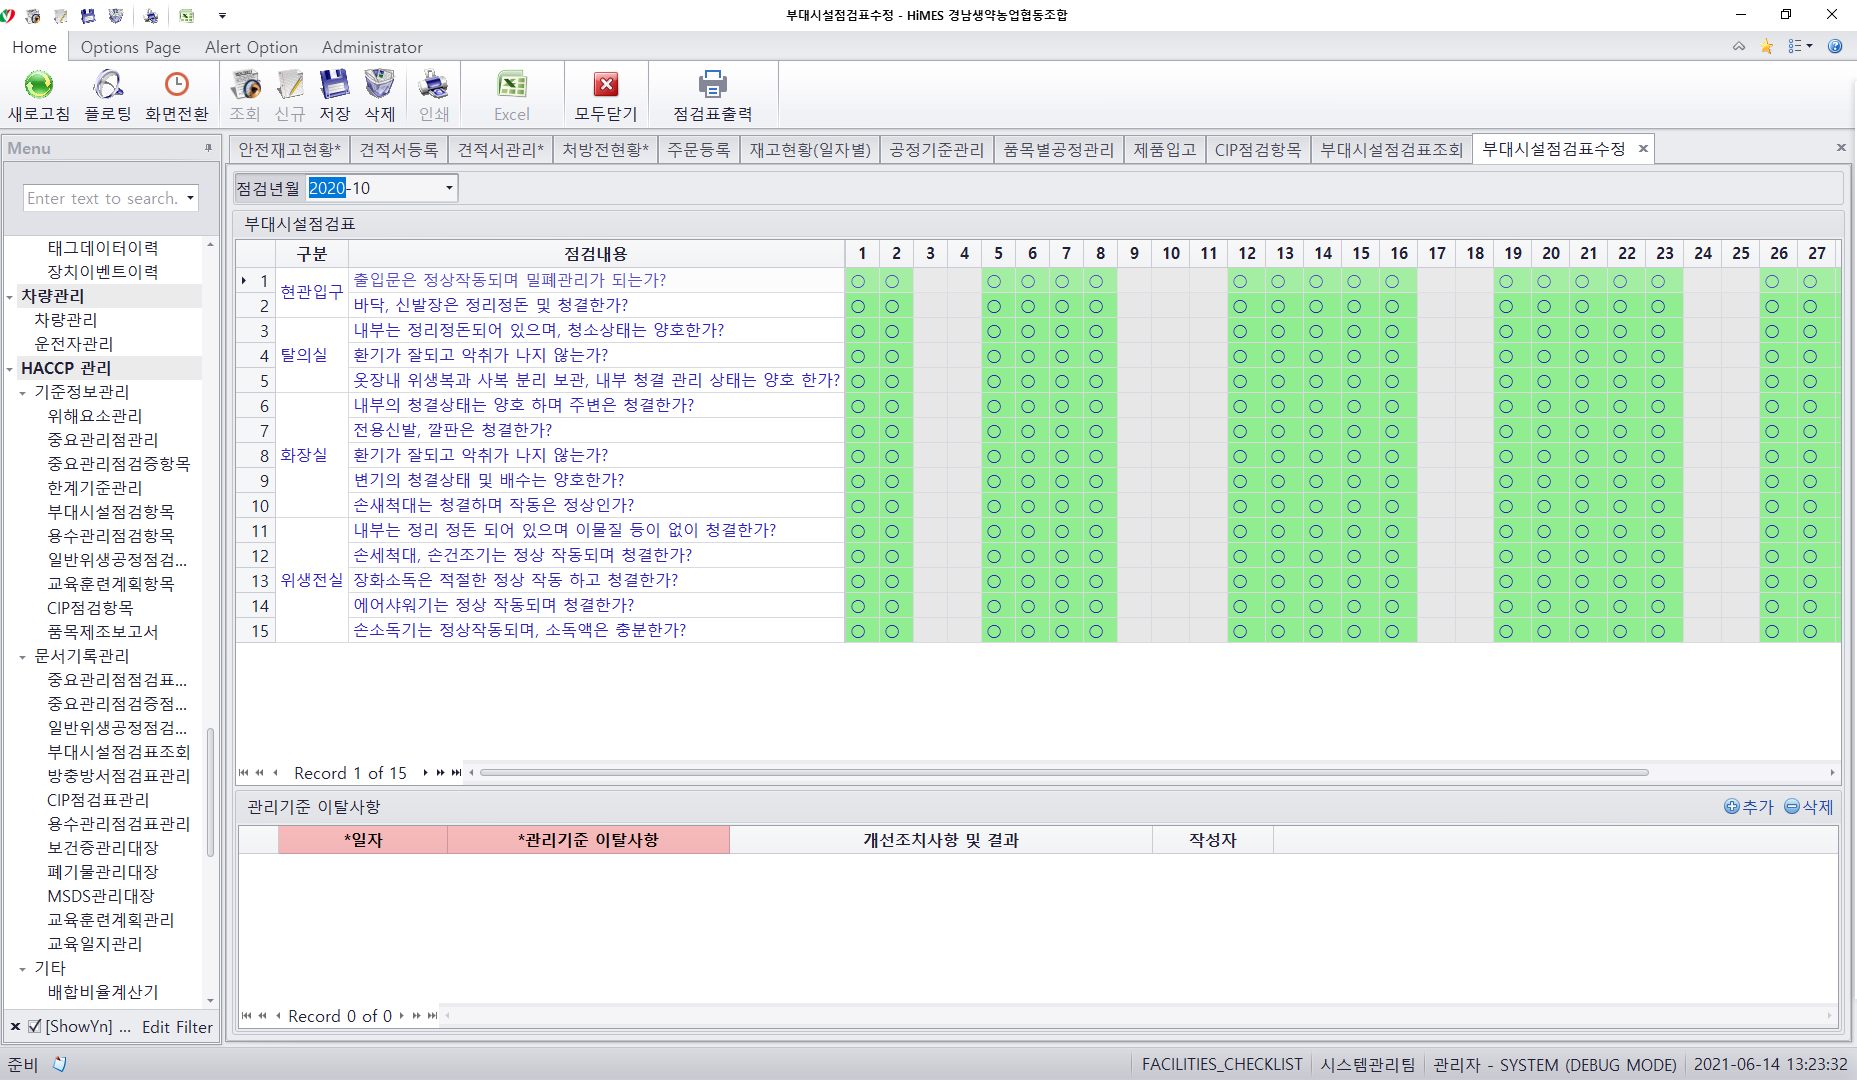 부대시설점검표수정 - HiMES 경남생약농업협동조합
Home Options Page Alert Option Administrator
새로고침 플로팅 화면전환 조회 신규 저장 삭제 인쇄 Excel 모두닫기 점검표출력
Menu
안전재고현황* 견적서등록 견적서관리* 처방전현황* 주문등록 재고현황(일자별) 공정기준관리 품목별공정관리 제품입고 CIP점검항목 부대시설점검표조회 부대시설점검표수정
Enter text to search.
태그데이터이력
장치이벤트이력
차량관리
차량관리
운전자관리
HACCP 관리
기준정보관리
위해요소관리
중요관리점관리
중요관리점검증항목
한계기준관리
부대시설점검항목
용수관리점검항목
일반위생공정점검...
교육훈련계획항목
CIP점검항목
품목제조보고서
문서기록관리
중요관리점점검표...
중요관리점검증점...
일반위생공정점검...
부대시설점검표조회
방충방서점검표관리
CIP점검표관리
용수관리점검표관리
보건증관리대장
폐기물관리대장
MSDS관리대장
교육훈련계획관리
교육일지관리
기타
배합비율계산기
[ShowYn] ... Edit Filter
점검년월 2020-10
부대시설점검표
구분 점검내용 1 2 3 4 5 6 7 8 9 10 11 12 13 14 15 16 17 18 19 20 21 22 23 24 25 26 27
1 현관입구 출입문은 정상작동되며 밀폐관리가 되는가? ○ ○ ○ ○ ○ ○ ○ ○ ○ ○ ○ ○ ○ ○ ○ ○ ○ ○
2 바닥, 신발장은 정리정돈 및 청결한가? ○ ○ ○ ○ ○ ○ ○ ○ ○ ○ ○ ○ ○ ○ ○ ○ ○ ○
3 내부는 정리정돈되어 있으며, 청소상태는 양호한가? ○ ○ ○ ○ ○ ○ ○ ○ ○ ○ ○ ○ ○ ○ ○ ○ ○ ○
4 탈의실 환기가 잘되고 악취가 나지 않는가? ○ ○ ○ ○ ○ ○ ○ ○ ○ ○ ○ ○ ○ ○ ○ ○ ○ ○
5 옷장내 위생복과 사복 분리 보관, 내부 청결 관리 상태는 양호 한가? ○ ○ ○ ○ ○ ○ ○ ○ ○ ○ ○ ○ ○ ○ ○ ○ ○ ○
6 내부의 청결상태는 양호 하며 주변은 청결한가? ○ ○ ○ ○ ○ ○ ○ ○ ○ ○ ○ ○ ○ ○ ○ ○ ○ ○
7 전용신발, 깔판은 청결한가? ○ ○ ○ ○ ○ ○ ○ ○ ○ ○ ○ ○ ○ ○ ○ ○ ○ ○
8 화장실 환기가 잘되고 악취가 나지 않는가? ○ ○ ○ ○ ○ ○ ○ ○ ○ ○ ○ ○ ○ ○ ○ ○ ○ ○
9 변기의 청결상태 및 배수는 양호한가? ○ ○ ○ ○ ○ ○ ○ ○ ○ ○ ○ ○ ○ ○ ○ ○ ○ ○
10 손새척대는 청결하며 작동은 정상인가? ○ ○ ○ ○ ○ ○ ○ ○ ○ ○ ○ ○ ○ ○ ○ ○ ○ ○
11 내부는 정리 정돈 되어 있으며 이물질 등이 없이 청결한가? ○ ○ ○ ○ ○ ○ ○ ○ ○ ○ ○ ○ ○ ○ ○ ○ ○ ○
12 손세척대, 손건조기는 정상 작동되며 청결한가? ○ ○ ○ ○ ○ ○ ○ ○ ○ ○ ○ ○ ○ ○ ○ ○ ○ ○
13 위생전실 장화소독은 적절한 정상 작동 하고 청결한가? ○ ○ ○ ○ ○ ○ ○ ○ ○ ○ ○ ○ ○ ○ ○ ○ ○ ○
14 에어샤워기는 정상 작동되며 청결한가? ○ ○ ○ ○ ○ ○ ○ ○ ○ ○ ○ ○ ○ ○ ○ ○ ○ ○
15 손소독기는 정상작동되며, 소독액은 충분한가? ○ ○ ○ ○ ○ ○ ○ ○ ○ ○ ○ ○ ○ ○ ○ ○ ○ ○
Record 1 of 15
관리기준 이탈사항 추가 삭제
*일자 *관리기준 이탈사항 개선조치사항 및 결과 작성자
Record 0 of 0
준비 FACILITIES_CHECKLIST 시스템관리팀 관리자 - SYSTEM (DEBUG MODE) 2021-06-14 13:23:32